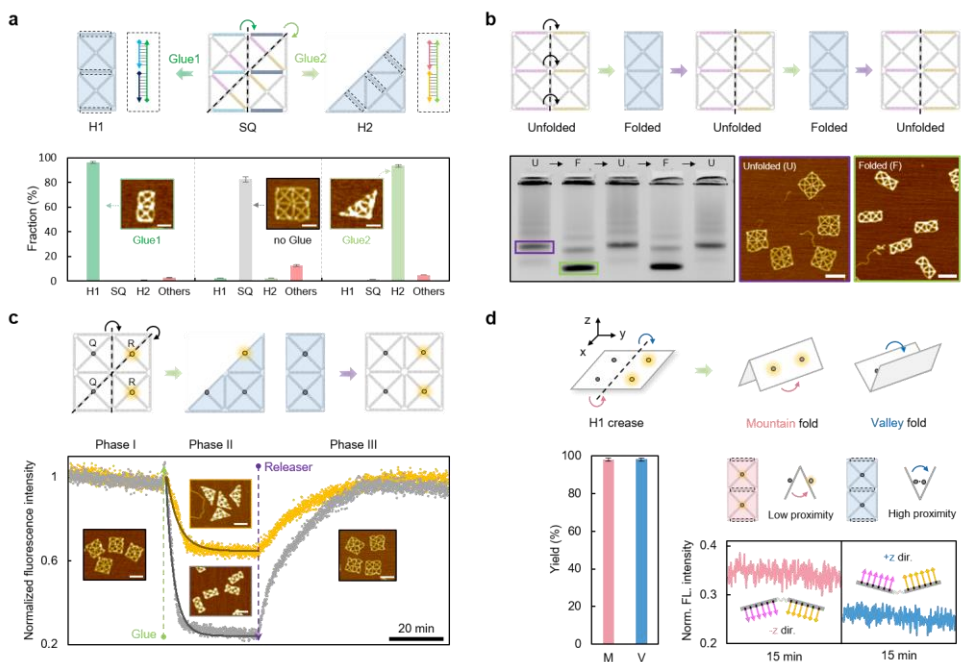 a
Glue1
Glue2
H1
SQ
H2
Fraction (%)
100
80
60
40
20
0
Glue1
no Glue
Glue2
H1 SQ H2 Others H1 SQ H2 Others H1 SQ H2 Others
b
Unfolded Folded Unfolded Folded Unfolded
U F U F U
Unfolded (U)
Folded (F)
c
Q R
Q R
Phase I Phase II Phase III
Normalized fluorescence intensity
1
0.6
0.2
Releaser
Glue
20 min
d
z
y
x
H1 crease
Mountain fold
Valley fold
Yield (%)
100
80
60
40
20
0
M V
Low proximity
High proximity
Norm. FL. intensity
0.4
0.3
0.2
-z dir.
+z dir.
15 min 15 min